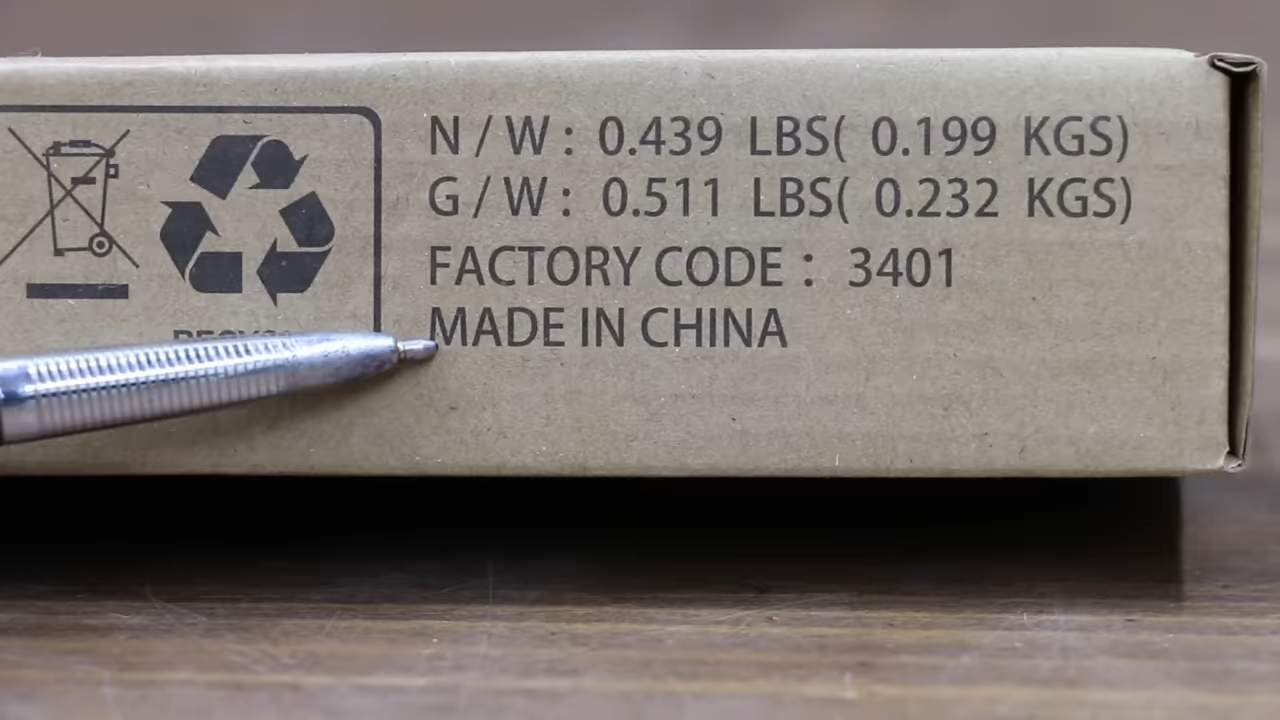 N/W: 0.439 LBS( 0.199 KGS)
G/W: 0.511 LBS( 0.232 KGS)
FACTORY CODE : 3401
MADE IN CHINA